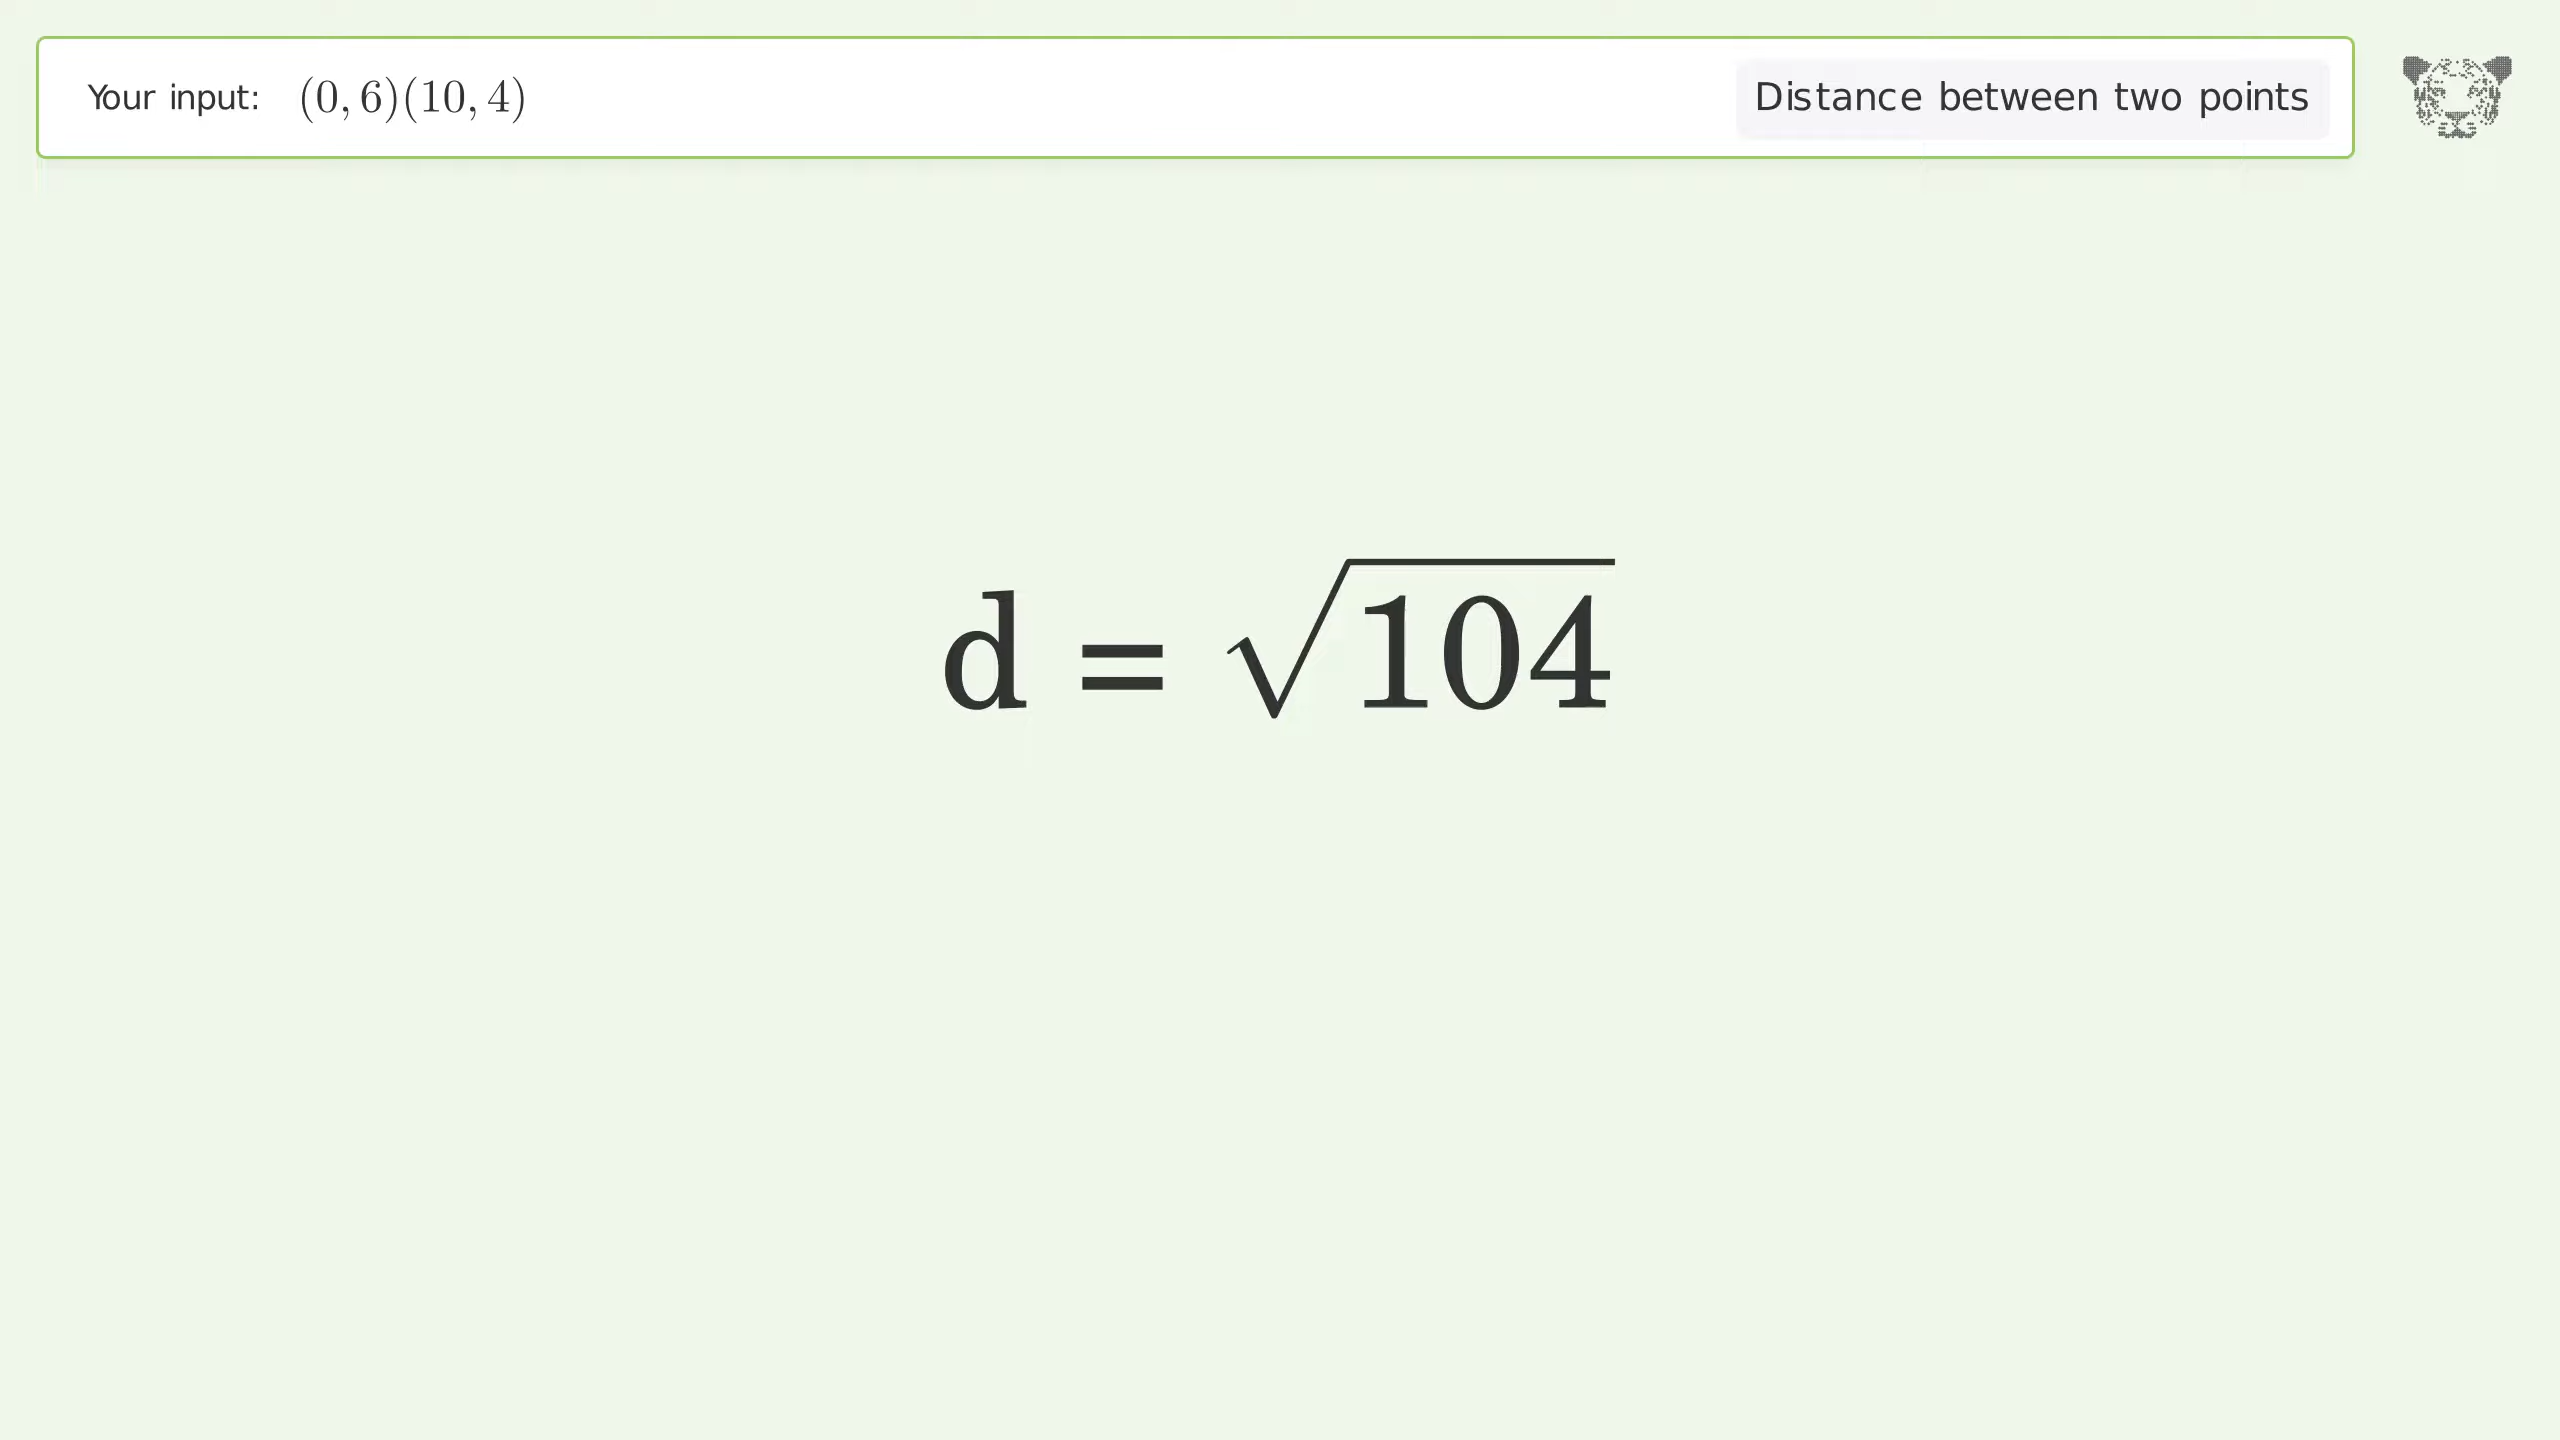 Your input: (0, 6)(10, 4) Distance between two points
d = √104